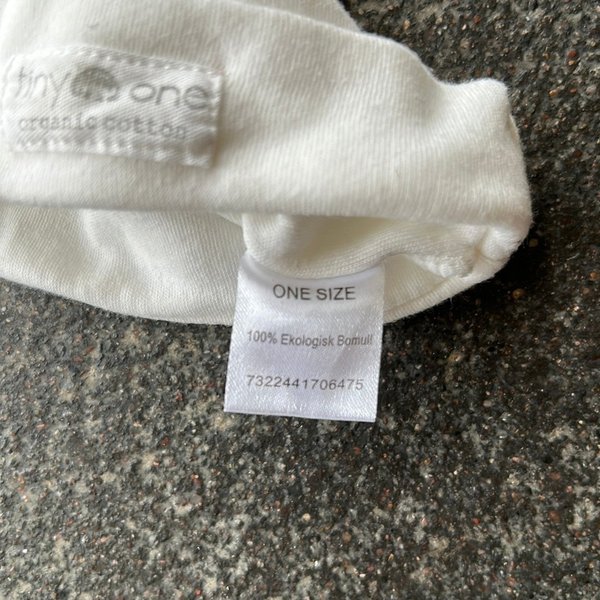 tiny one
organic cotton
ONE SIZE
100% Ekologisk Bomull
7322441706475